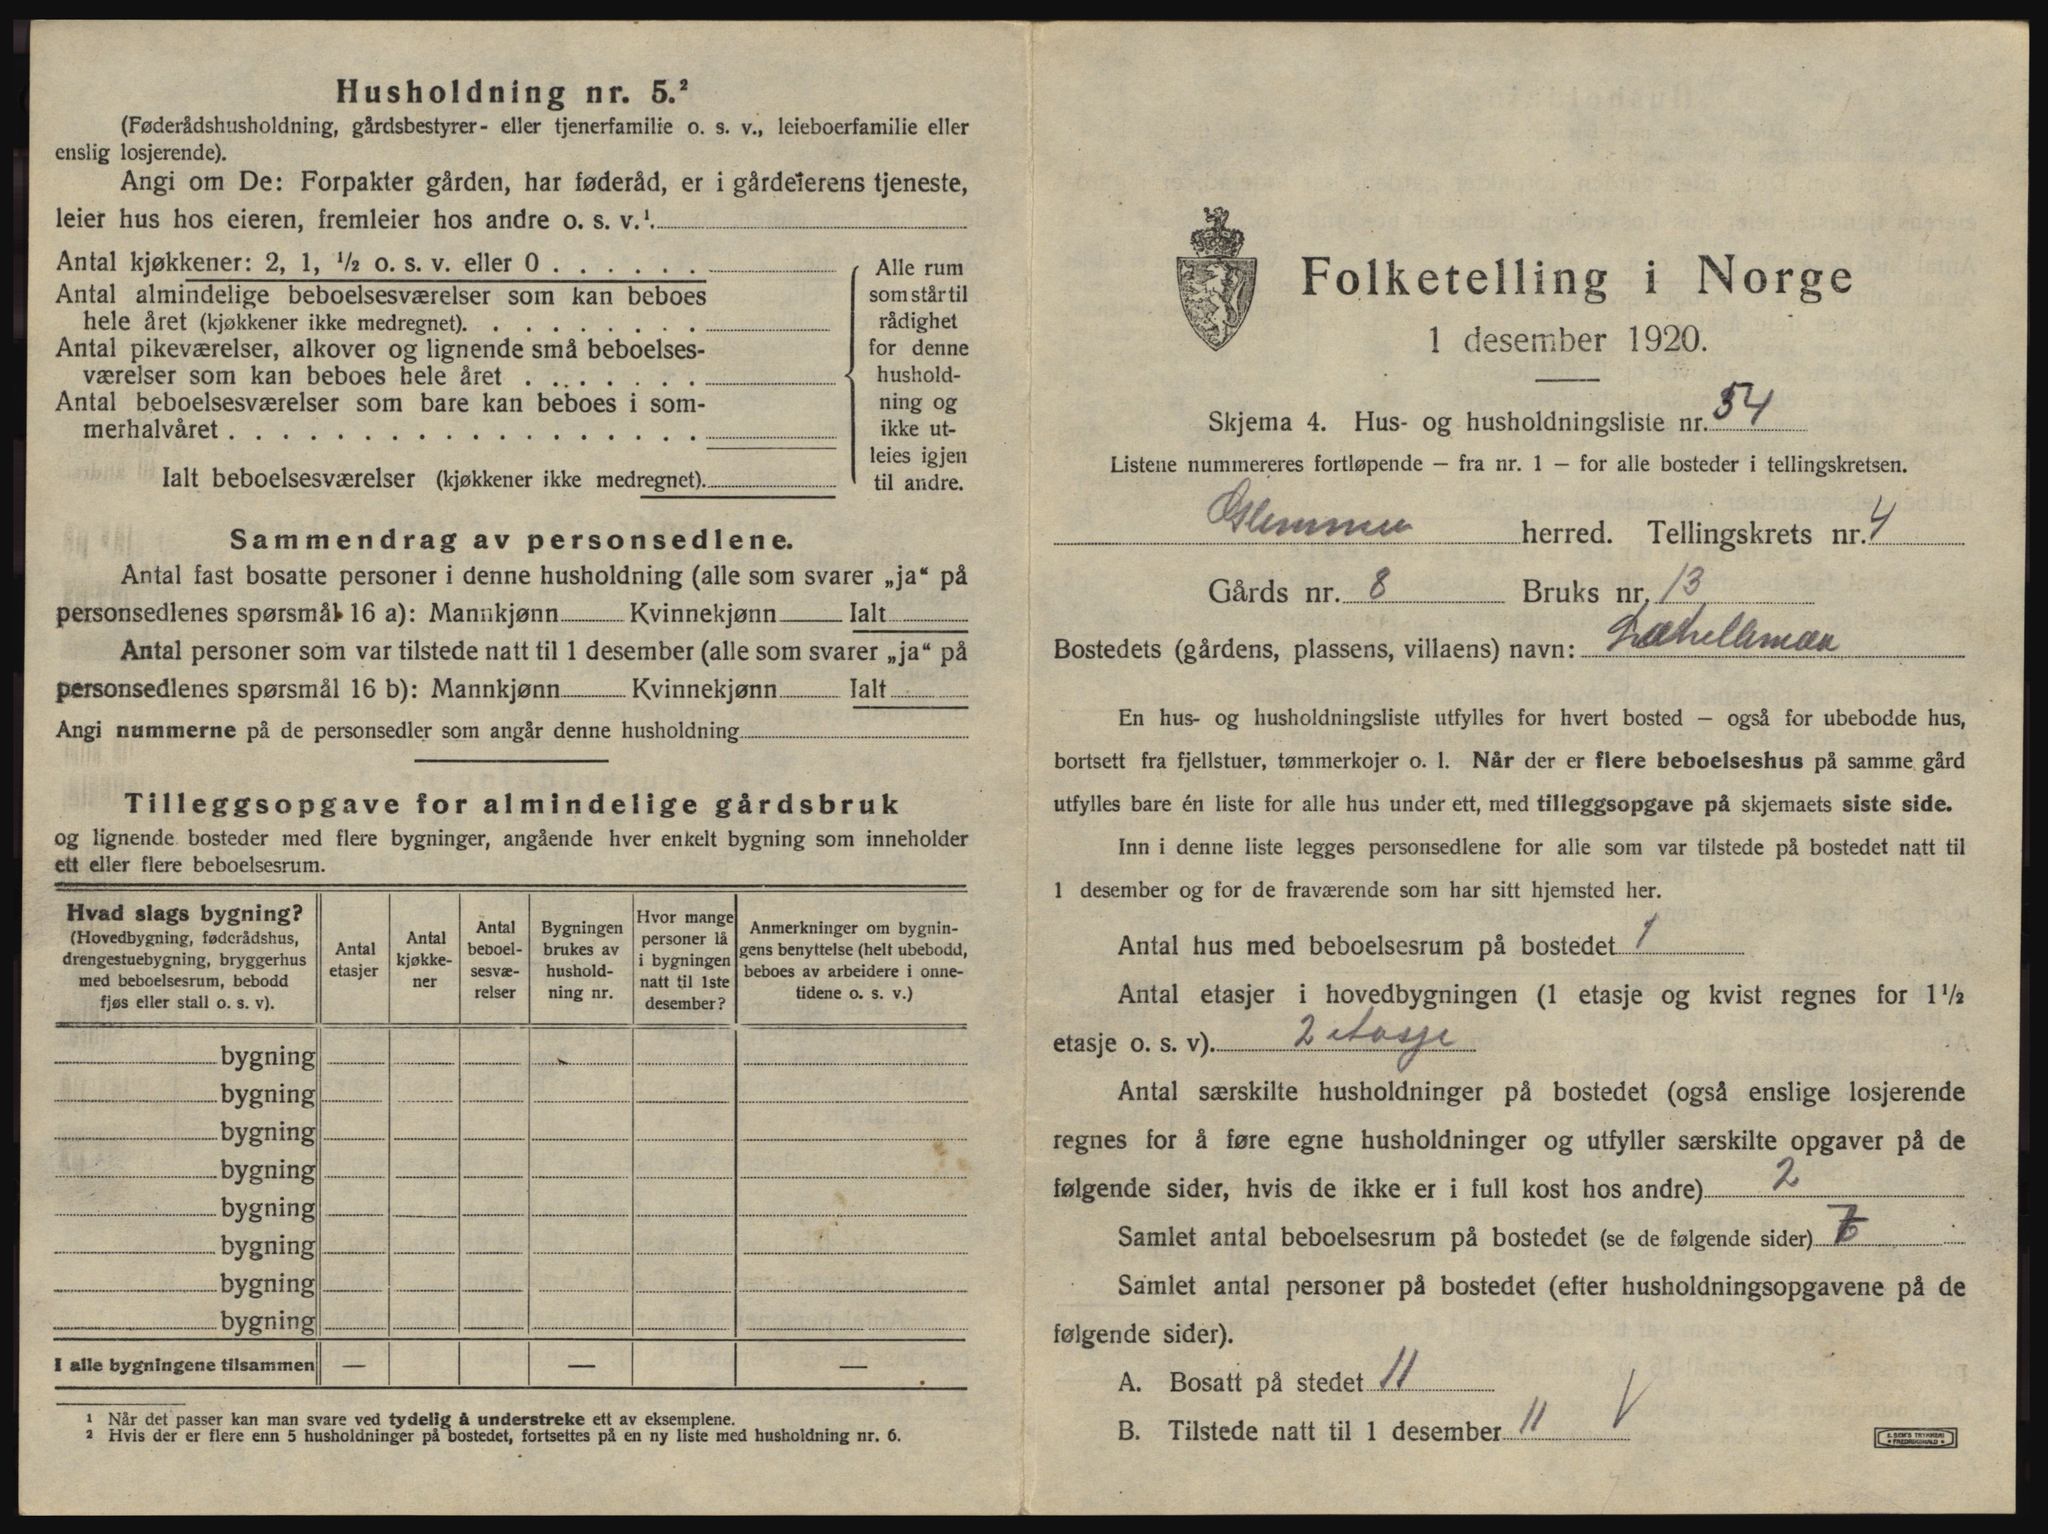 Husholdning nr. 5.²
(Føderådshusholdning, gårdsbestyrer- eller tjenerfamilie o. s. v., leieboerfamilie eller
enslig losjerende).
Angi om De: Forpakter gården, har føderåd, er i gårdeierens tjeneste,
leier hus hos eieren, fremleier hos andre o. s. v.¹.
Antal kjøkkener: 2, 1, ½ o. s. v. eller 0 . . . . . .
Antal almindelige beboelsesværelser som kan beboes
hele året (kjøkkener ikke medregnet). . . . . . . . .
Antal pikeværelser, alkover og lignende små beboelses-
værelser som kan beboes hele året . . . . . . .
Antal beboelsesværelser som bare kan beboes i som-
merhalvåret . . . . . . . . . . . . . . . . . .
Ialt beboelsesværelser (kjøkkener ikke medregnet).
Alle rum
som står til
rådighet
for denne
hushold-
ning og
ikke ut-
leies igjen
til andre.
Sammendrag av personsedlene.
Antal fast bosatte personer i denne husholdning (alle som svarer „ja“ på
personsedlenes spørsmål 16 a): Mannkjønn Kvinnekjønn Ialt
Antal personer som var tilstede natt til 1 desember (alle som svarer „ja“ på
personsedlenes spørsmål 16 b): Mannkjønn Kvinnekjønn Ialt
Angi nummerne på de personsedler som angår denne husholdning
Tilleggsopgave for almindelige gårdsbruk
og lignende bosteder med flere bygninger, angående hver enkelt bygning som inneholder
ett eller flere beboelsesrum.
Hvad slags bygning?
(Hovedbygning, føderådshus,
drengestuebygning, bryggerhus
med beboelsesrum, bebodd
fjøs eller stall o. s. v).
Antal
etasjer
Antal
kjøkke-
ner
Antal
beboel-
sesvæ-
relser
Bygningen
brukes av
hushold-
ning nr.
Hvor mange
personer lå
i bygningen
natt til 1ste
desember?
Anmerkninger om bygnin-
gens benyttelse (helt ubebodd,
beboes av arbeidere i onne-
tidene o. s. v.)
bygning
bygning
bygning
bygning
bygning
bygning
bygning
bygning
I alle bygningene tilsammen — — —
¹ Når det passer kan man svare ved tydelig å understreke ett av eksemplene.
² Hvis der er flere enn 5 husholdninger på bostedet, fortsettes på en ny liste med husholdning nr. 6.
Folketelling i Norge
1 desember 1920.
Skjema 4. Hus- og husholdningsliste nr. 54
Listene nummereres fortløpende – fra nr. 1 – for alle bosteder i tellingskretsen.
Glemmen herred. Tellingskrets nr. 4
Gårds nr. 8 Bruks nr. 13
Bostedets (gårdens, plassens, villaens) navn:
En hus- og husholdningsliste utfylles for hvert bosted – også for ubebodde hus,
bortsett fra fjellstuer, tømmerkojer o. l. Når der er flere beboelseshus på samme gård
utfylles bare én liste for alle hus under ett, med tilleggsopgave på skjemaets siste side.
Inn i denne liste legges personsedlene for alle som var tilstede på bostedet natt til
1 desember og for de fraværende som har sitt hjemsted her.
Antal hus med beboelsesrum på bostedet 1
Antal etasjer i hovedbygningen (1 etasje og kvist regnes for 1½
etasje o. s. v). 2 etasje
Antal særskilte husholdninger på bostedet (også enslige losjerende
regnes for å føre egne husholdninger og utfyller særskilte opgaver på de
følgende sider, hvis de ikke er i full kost hos andre) 2
Samlet antal beboelsesrum på bostedet (se de følgende sider)
Samlet antal personer på bostedet (efter husholdningsopgavene på de
følgende sider).
A. Bosatt på stedet 11
B. Tilstede natt til 1 desember 11 V